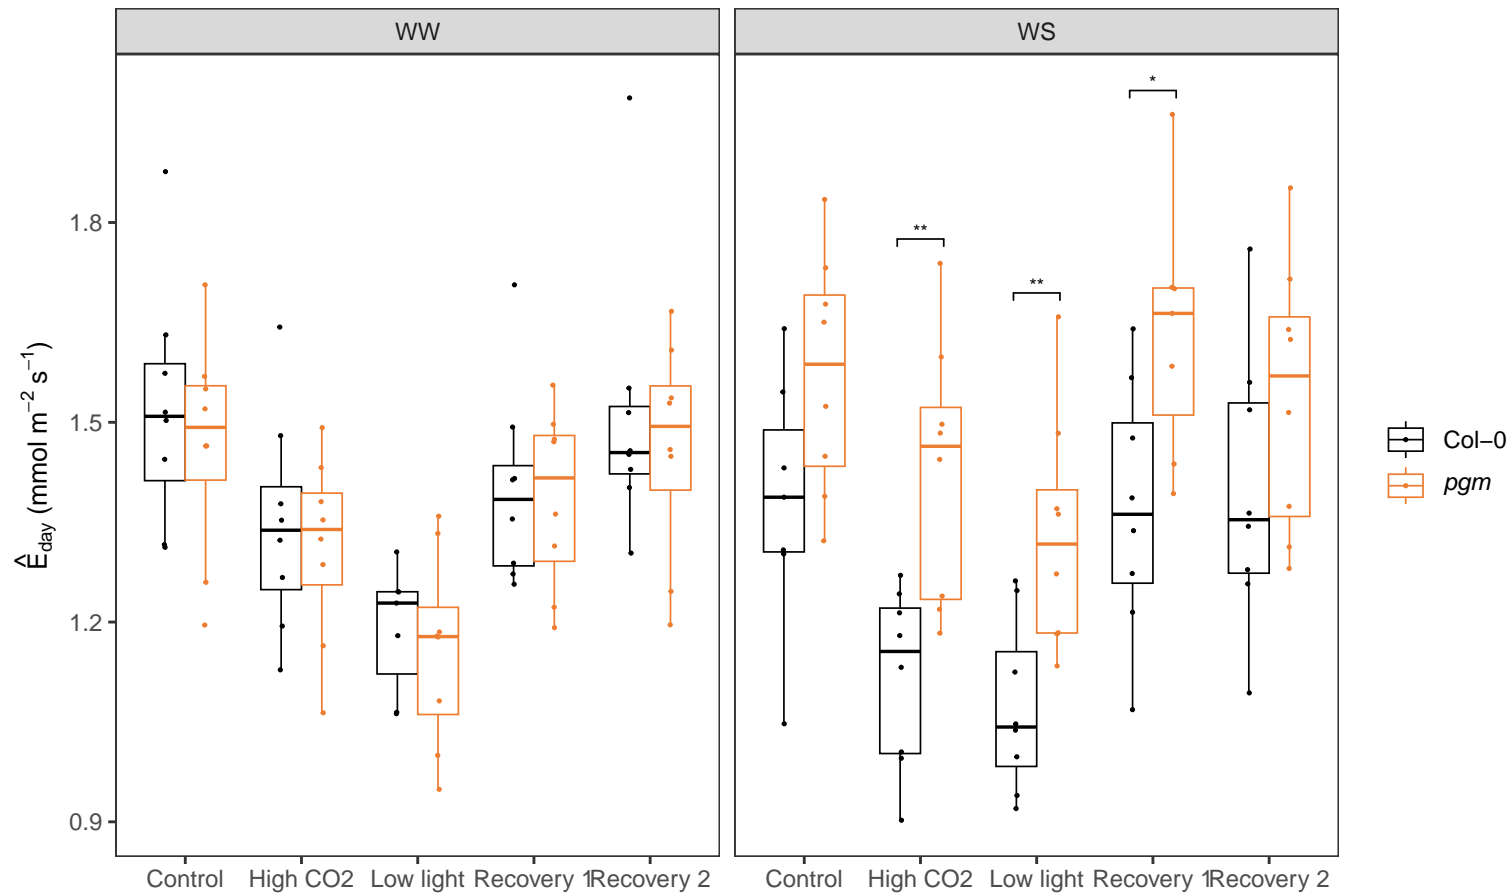 WW
WS
*
**
**
1.8
1.5
1.2
0.9
Ê_day (mmol m⁻² s⁻¹)
Col−0
pgm
Control High CO2 Low light Recovery 1 Recovery 2
Control High CO2 Low light Recovery 1 Recovery 2